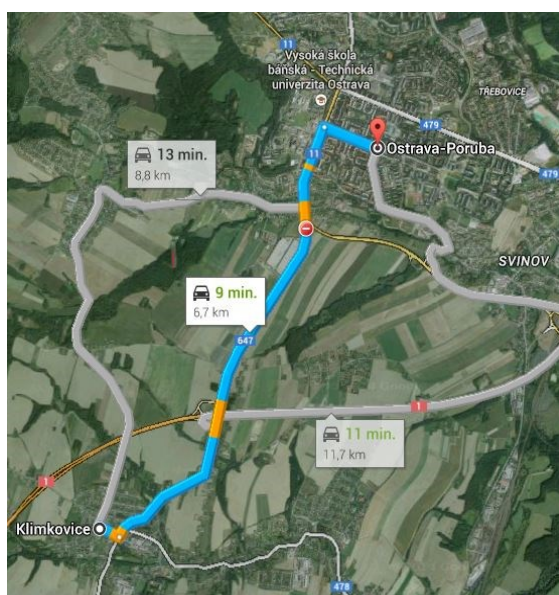 11
Vysoká škola
báňská - Technická
univerzita Ostrava
TŘEBOVICE
479
Ostrava-Poruba
479
11
13 min.
8,8 km
SVINOV
9 min.
6,7 km
647
1
11 min.
11,7 km
1
Klimkovice
478